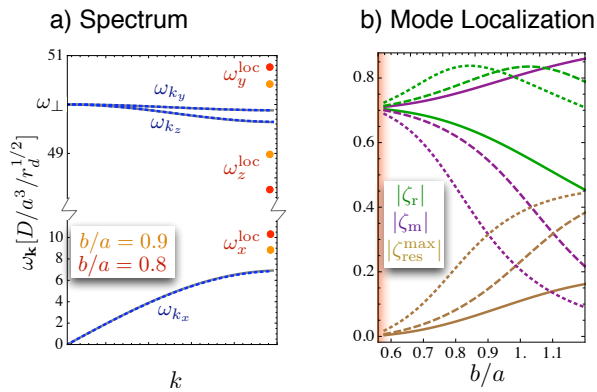 a) Spectrum
b) Mode Localization
51
ω⊥
49
10
8
6
4
2
0
ω_k [D/a^3/r_d^{1/2}]
ω_y^loc
ω_{k_y}
ω_{k_z}
ω_z^loc
ω_x^loc
b/a = 0.9
b/a = 0.8
ω_{k_x}
k
0.8
0.6
0.4
0.2
0.0
|ζ_r|
|ζ_m|
|ζ_res^max|
0.6 0.7 0.8 0.9 1. 1.1
b/a